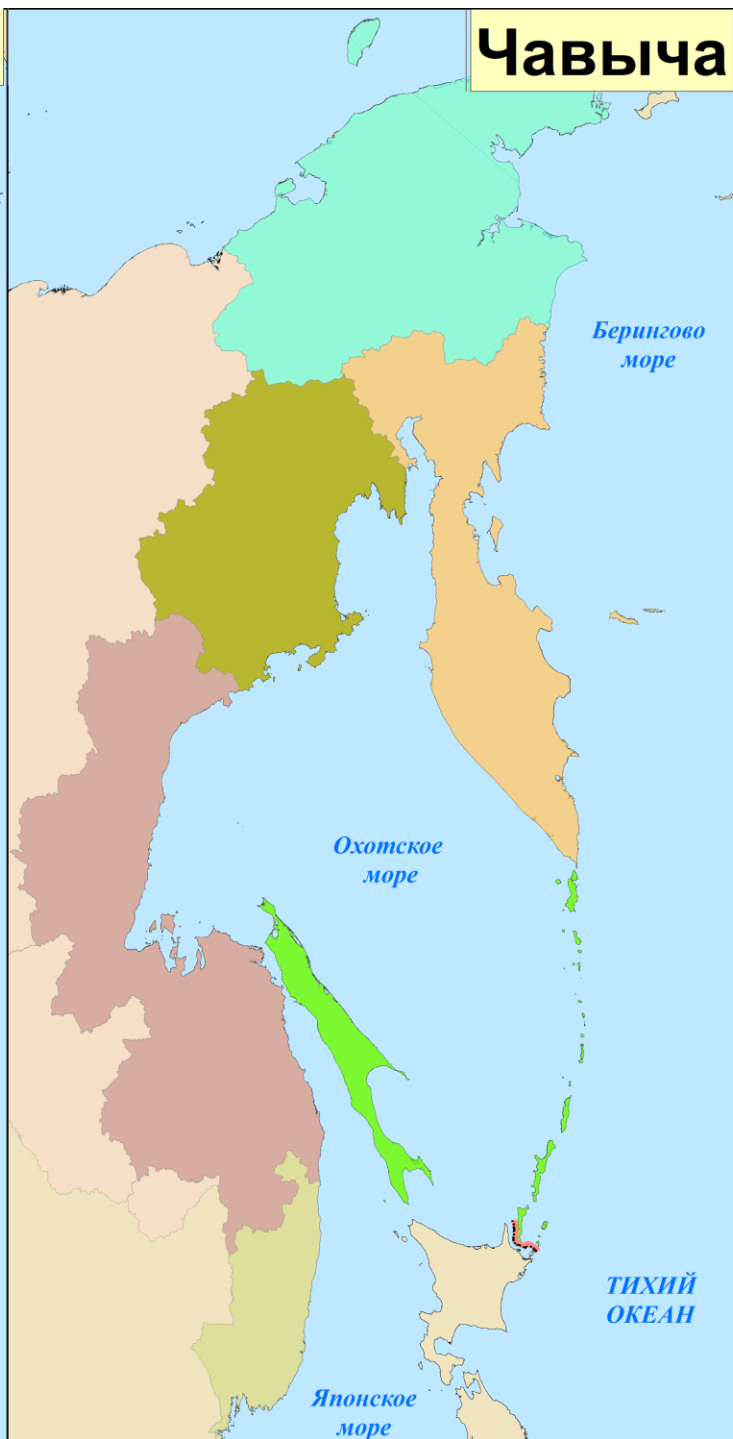 Чавыча
Берингово
море
Охотское
море
ТИХИЙ
ОКЕАН
Японское
море